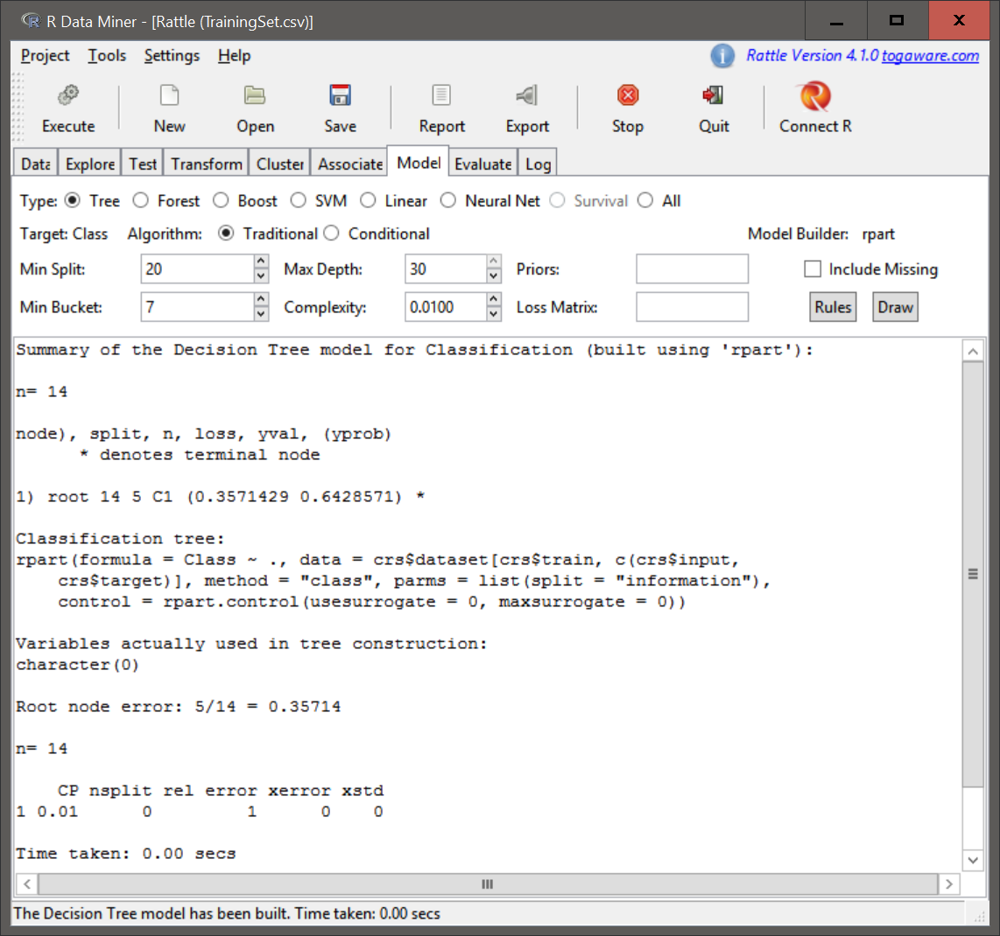 R Data Miner - [Rattle (TrainingSet.csv)]
Project Tools Settings Help Rattle Version 4.1.0 togaware.com
Execute New Open Save Report Export Stop Quit Connect R
Data Explore Test Transform Cluster Associate Model Evaluate Log
Type: Tree Forest Boost SVM Linear Neural Net Survival All
Target: Class Algorithm: Traditional Conditional Model Builder: rpart
Min Split: 20 Max Depth: 30 Priors: Include Missing
Min Bucket: 7 Complexity: 0.0100 Loss Matrix: Rules Draw
Summary of the Decision Tree model for Classification (built using 'rpart'):
n= 14
node), split, n, loss, yval, (yprob)
* denotes terminal node
1) root 14 5 C1 (0.3571429 0.6428571) *
Classification tree:
rpart(formula = Class ~ ., data = crs$dataset[crs$train, c(crs$input,
crs$target)], method = "class", parms = list(split = "information"),
control = rpart.control(usesurrogate = 0, maxsurrogate = 0))
Variables actually used in tree construction:
character(0)
Root node error: 5/14 = 0.35714
n= 14
CP nsplit rel error xerror xstd
1 0.01 0 1 0 0
Time taken: 0.00 secs
The Decision Tree model has been built. Time taken: 0.00 secs